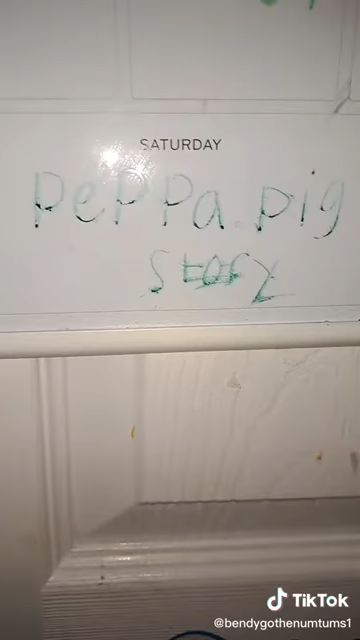 SATURDAY
PePPa pig
Story
TikTok
@bendygothenumtums1